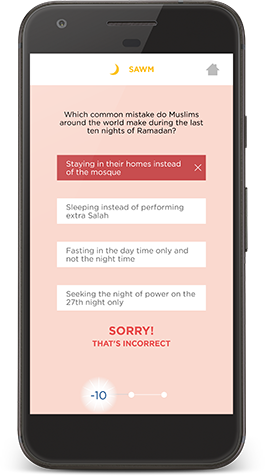 SAWM
Which common mistake do Muslims
around the world make during the last
ten nights of Ramadan?
Staying in their homes instead
of the mosque
Sleeping instead of performing
extra Salah
Fasting in the day time only and
not the night time
Seeking the night of power on the
27th night only
SORRY!
THAT'S INCORRECT
-10